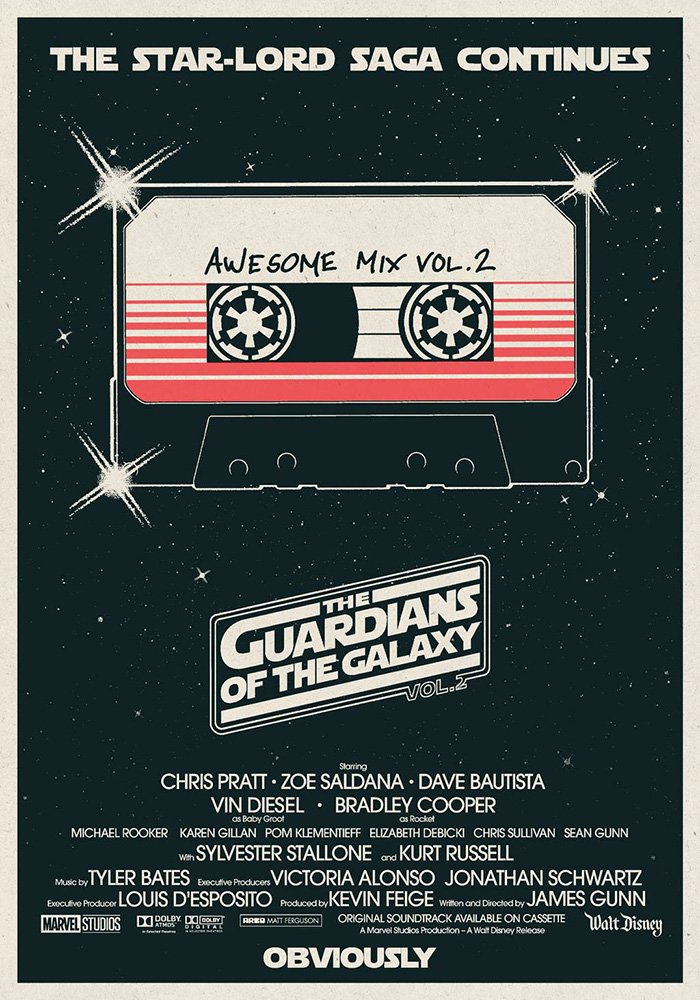 THE STAR-LORD SAGA CONTINUES
AWESOME MIX VOL.2
THE
GUARDIANS
OF THE GALAXY
VOL.2
Starring
CHRIS PRATT · ZOE SALDANA · DAVE BAUTISTA
VIN DIESEL · BRADLEY COOPER
as Baby Groot as Rocket
MICHAEL ROOKER KAREN GILLAN POM KLEMENTIEFF ELIZABETH DEBICKI CHRIS SULLIVAN SEAN GUNN
With SYLVESTER STALLONE and KURT RUSSELL
Music by TYLER BATES Executive Producers VICTORIA ALONSO JONATHAN SCHWARTZ
Executive Producer LOUIS D'ESPOSITO Produced by KEVIN FEIGE Written and Directed by JAMES GUNN
MARVEL STUDIOS DOLBY ATMOS DOLBY DIGITAL MATT FERGUSON ORIGINAL SOUNDTRACK AVAILABLE ON CASSETTE Walt Disney
In Selected Theatres A Marvel Studios Production – A Walt Disney Release
OBVIOUSLY